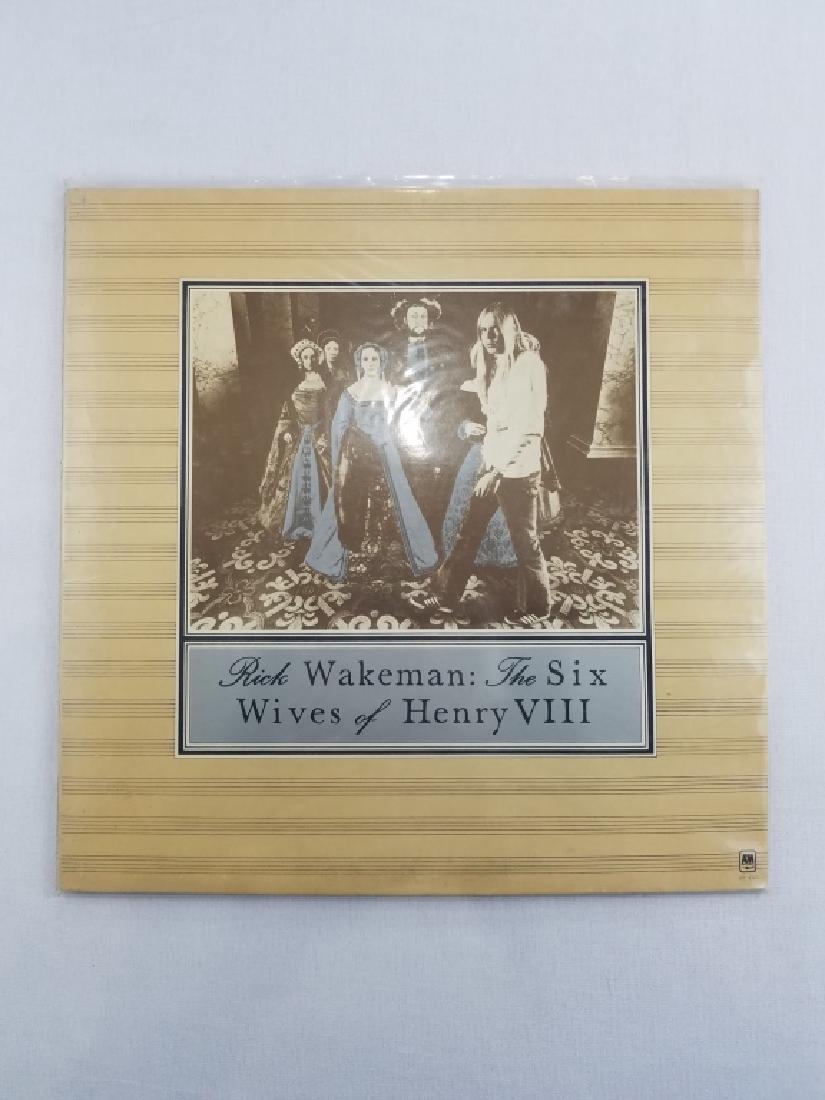 Rick Wakeman: The Six
Wives of Henry VIII
A&M